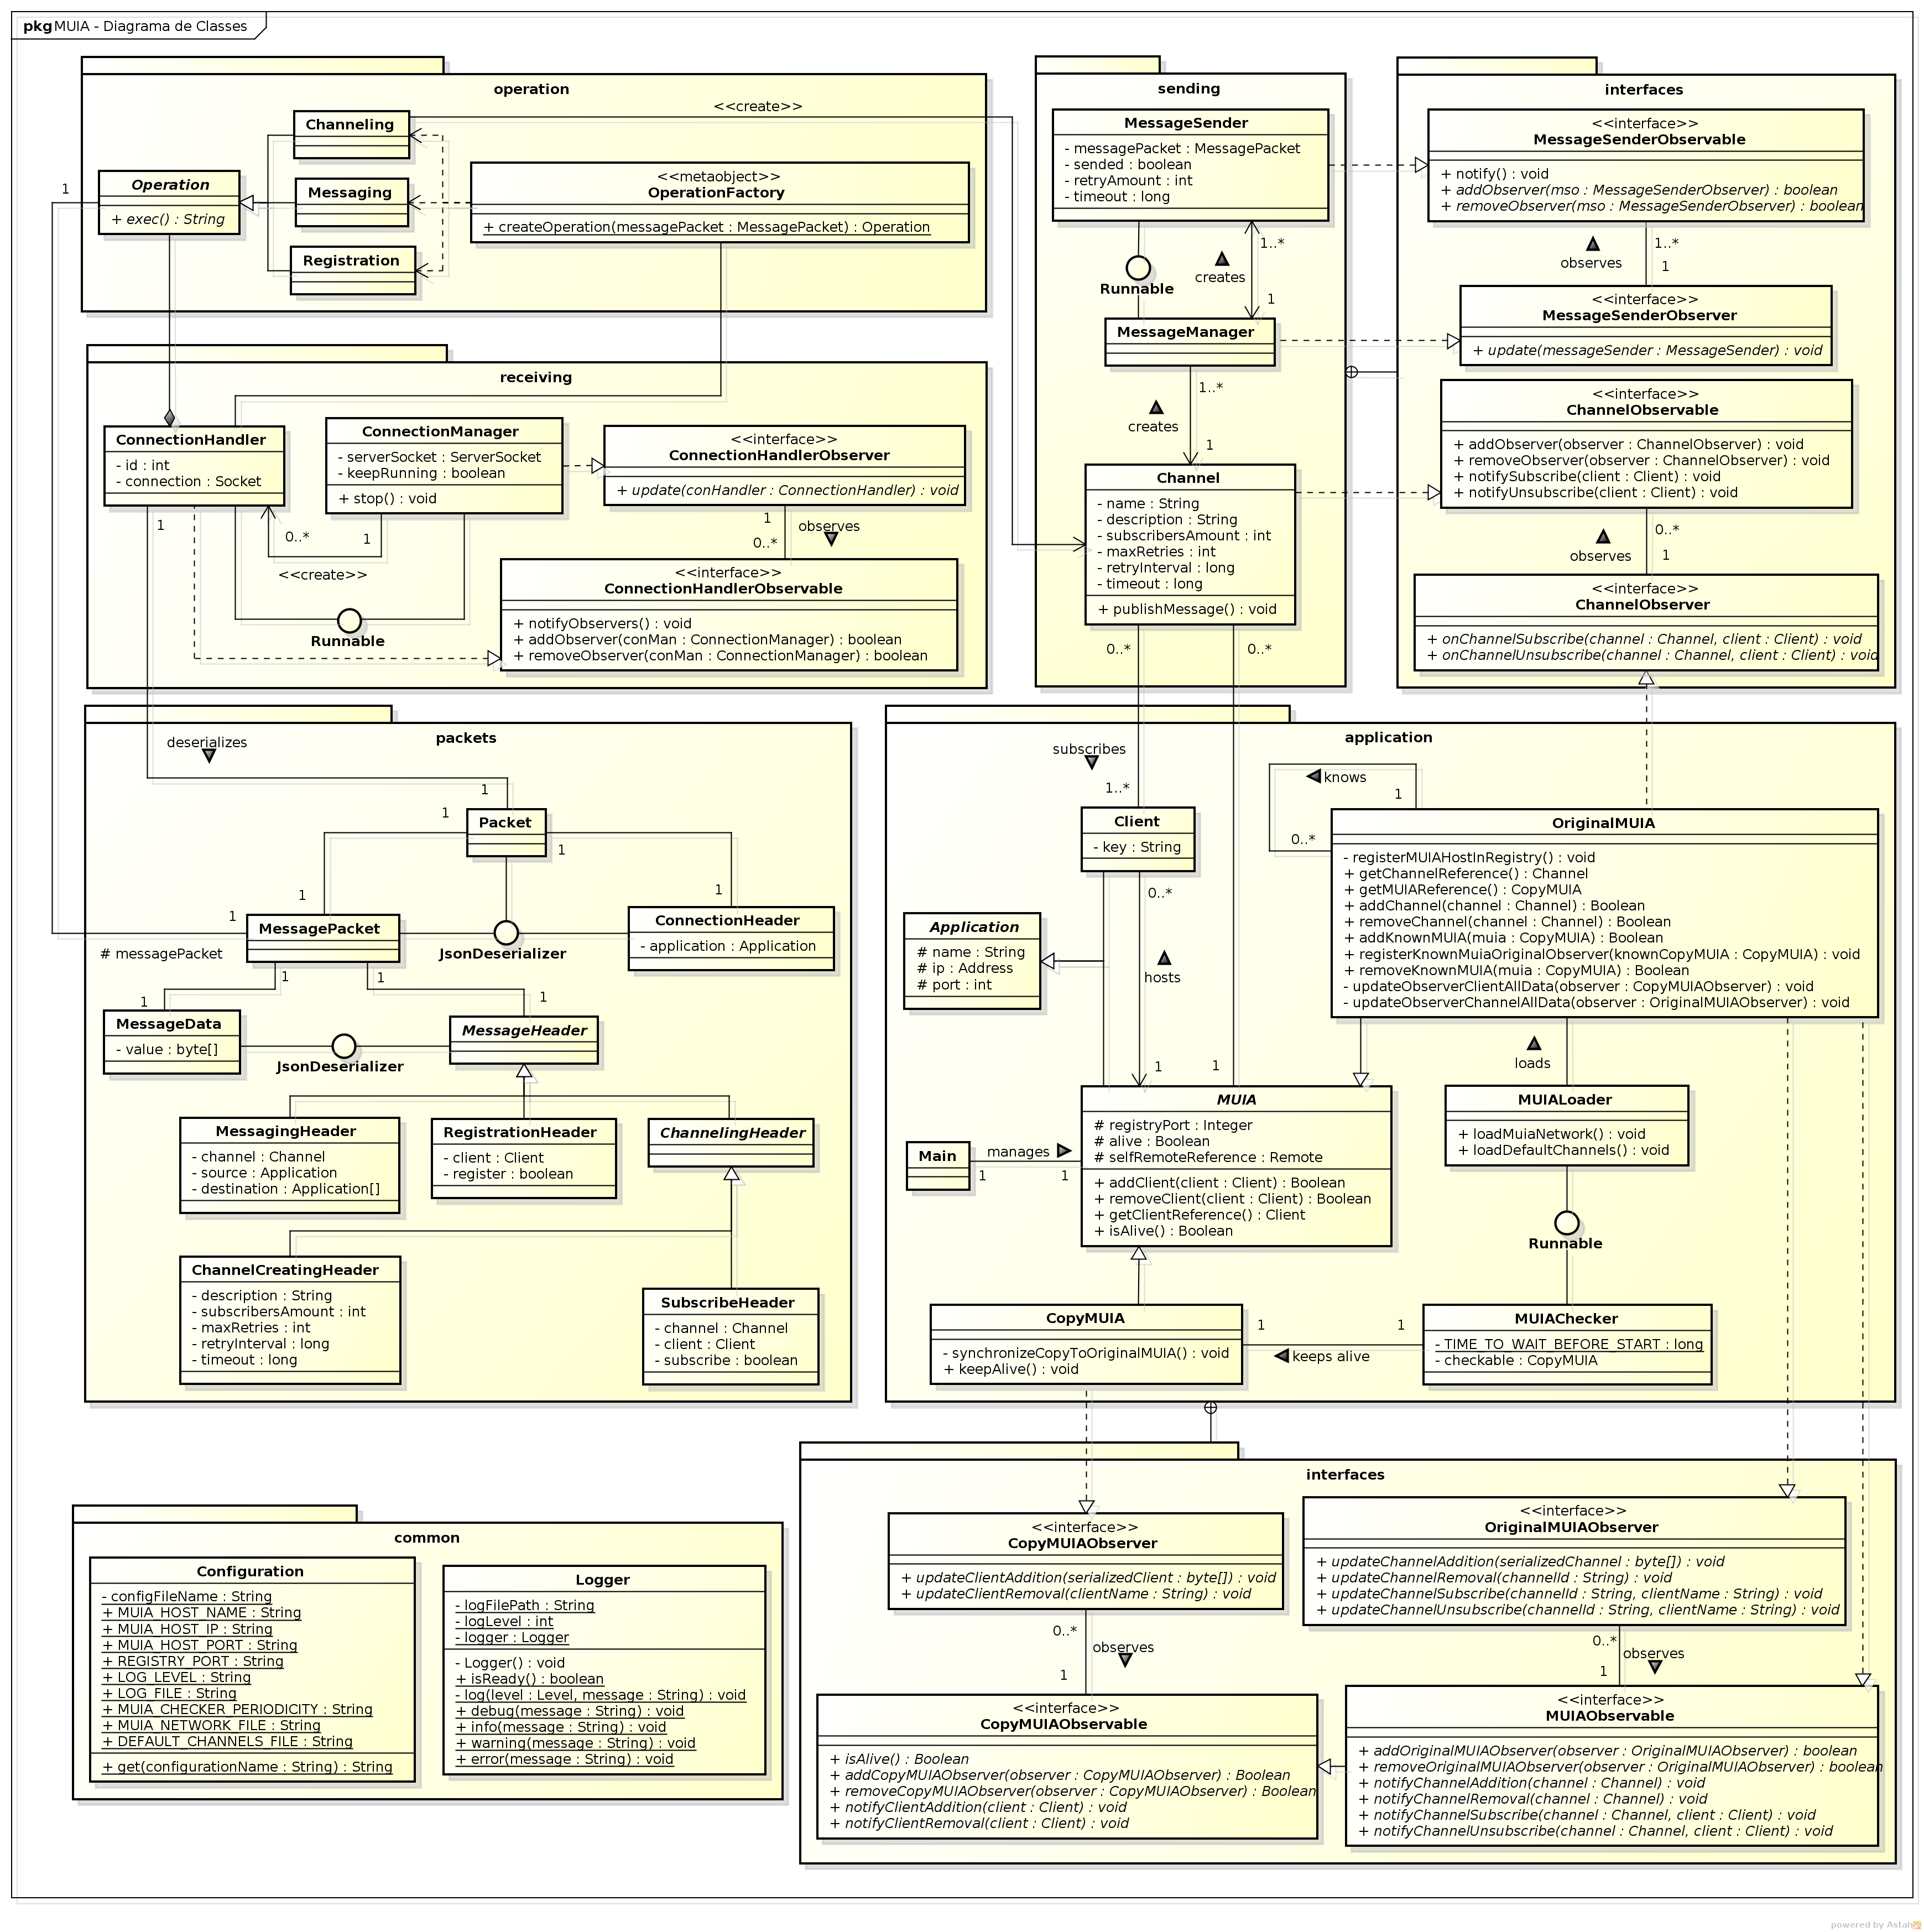 pkg MUIA - Diagrama de Classes
operation
<<create>>
Channeling
Messaging
Registration
Operation
+ exec() : String
1
<<metaobject>>
OperationFactory
+ createOperation(messagePacket : MessagePacket) : Operation
receiving
ConnectionHandler
- id : int
- connection : Socket
ConnectionManager
- serverSocket : ServerSocket
- keepRunning : boolean
+ stop() : void
<<interface>>
ConnectionHandlerObserver
+ update(conHandler : ConnectionHandler) : void
1
0..*
1
<<create>>
Runnable
1
0..*
observes
<<interface>>
ConnectionHandlerObservable
+ notifyObservers() : void
+ addObserver(conMan : ConnectionManager) : boolean
+ removeObserver(conMan : ConnectionManager) : boolean
sending
MessageSender
- messagePacket : MessagePacket
- sended : boolean
- retryAmount : int
- timeout : long
Runnable
1..*
creates
1
MessageManager
1..*
creates
1
Channel
- name : String
- description : String
- subscribersAmount : int
- maxRetries : int
- retryInterval : long
- timeout : long
+ publishMessage() : void
0..*
0..*
interfaces
<<interface>>
MessageSenderObservable
+ notify() : void
+ addObserver(mso : MessageSenderObserver) : boolean
+ removeObserver(mso : MessageSenderObserver) : boolean
observes
1..*
1
<<interface>>
MessageSenderObserver
+ update(messageSender : MessageSender) : void
<<interface>>
ChannelObservable
+ addObserver(observer : ChannelObserver) : void
+ removeObserver(observer : ChannelObserver) : void
+ notifySubscribe(client : Client) : void
+ notifyUnsubscribe(client : Client) : void
observes
0..*
1
<<interface>>
ChannelObserver
+ onChannelSubscribe(channel : Channel, client : Client) : void
+ onChannelUnsubscribe(channel : Channel, client : Client) : void
packets
deserializes
1
Packet
1
1
1
1
1
MessagePacket
# messagePacket
ConnectionHeader
- application : Application
JsonDeserializer
1
1
1
1
MessageData
- value : byte[]
JsonDeserializer
MessageHeader
MessagingHeader
- channel : Channel
- source : Application
- destination : Application[]
RegistrationHeader
- client : Client
- register : boolean
ChannelingHeader
ChannelCreatingHeader
- description : String
- subscribersAmount : int
- maxRetries : int
- retryInterval : long
- timeout : long
SubscribeHeader
- channel : Channel
- client : Client
- subscribe : boolean
application
subscribes
1..*
Client
- key : String
knows
1
0..*
OriginalMUIA
- registerMUIAHostInRegistry() : void
+ getChannelReference() : Channel
+ getMUIAReference() : CopyMUIA
+ addChannel(channel : Channel) : Boolean
+ removeChannel(channel : Channel) : Boolean
+ addKnownMUIA(muia : CopyMUIA) : Boolean
+ registerKnownMuiaOriginalObserver(knownCopyMUIA : CopyMUIA) : void
+ removeKnownMUIA(muia : CopyMUIA) : Boolean
- updateObserverClientAllData(observer : CopyMUIAObserver) : void
- updateObserverChannelAllData(observer : OriginalMUIAObserver) : void
Application
# name : String
# ip : Address
# port : int
0..*
hosts
1
1
loads
MUIA
# registryPort : Integer
# alive : Boolean
# selfRemoteReference : Remote
+ addClient(client : Client) : Boolean
+ removeClient(client : Client) : Boolean
+ getClientReference() : Client
+ isAlive() : Boolean
Main
manages
1
1
MUIALoader
+ loadMuiaNetwork() : void
+ loadDefaultChannels() : void
Runnable
CopyMUIA
- synchronizeCopyToOriginalMUIA() : void
+ keepAlive() : void
1
1
keeps alive
MUIAChecker
- TIME_TO_WAIT_BEFORE_START : long
- checkable : CopyMUIA
interfaces
<<interface>>
CopyMUIAObserver
+ updateClientAddition(serializedClient : byte[]) : void
+ updateClientRemoval(clientName : String) : void
<<interface>>
OriginalMUIAObserver
+ updateChannelAddition(serializedChannel : byte[]) : void
+ updateChannelRemoval(channelId : String) : void
+ updateChannelSubscribe(channelId : String, clientName : String) : void
+ updateChannelUnsubscribe(channelId : String, clientName : String) : void
0..*
observes
1
0..*
observes
1
<<interface>>
CopyMUIAObservable
+ isAlive() : Boolean
+ addCopyMUIAObserver(observer : CopyMUIAObserver) : Boolean
+ removeCopyMUIAObserver(observer : CopyMUIAObserver) : Boolean
+ notifyClientAddition(client : Client) : void
+ notifyClientRemoval(client : Client) : void
<<interface>>
MUIAObservable
+ addOriginalMUIAObserver(observer : OriginalMUIAObserver) : boolean
+ removeOriginalMUIAObserver(observer : OriginalMUIAObserver) : boolean
+ notifyChannelAddition(channel : Channel) : void
+ notifyChannelRemoval(channel : Channel) : void
+ notifyChannelSubscribe(channel : Channel, client : Client) : void
+ notifyChannelUnsubscribe(channel : Channel, client : Client) : void
common
Configuration
- configFileName : String
+ MUIA_HOST_NAME : String
+ MUIA_HOST_IP : String
+ MUIA_HOST_PORT : String
+ REGISTRY_PORT : String
+ LOG_LEVEL : String
+ LOG_FILE : String
+ MUIA_CHECKER_PERIODICITY : String
+ MUIA_NETWORK_FILE : String
+ DEFAULT_CHANNELS_FILE : String
+ get(configurationName : String) : String
Logger
- logFilePath : String
- logLevel : int
- logger : Logger
- Logger() : void
+ isReady() : boolean
- log(level : Level, message : String) : void
+ debug(message : String) : void
+ info(message : String) : void
+ warning(message : String) : void
+ error(message : String) : void
powered by Astah